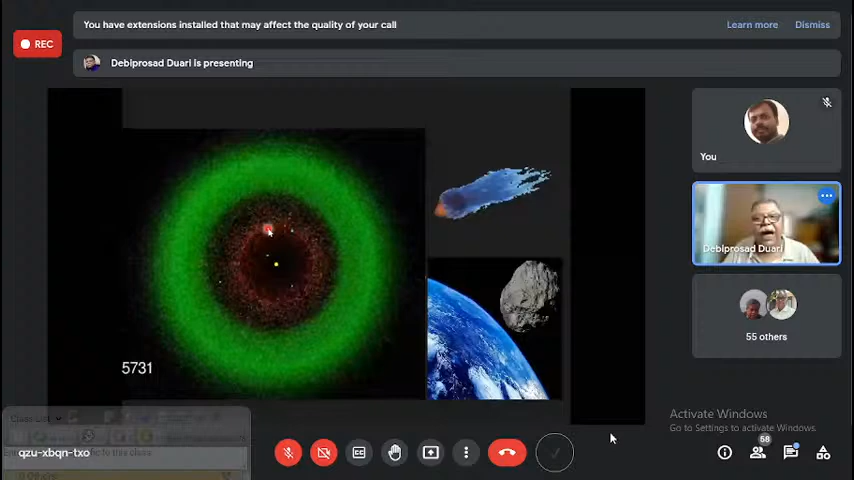 You have extensions installed that may affect the quality of your call
Learn more
Dismiss
REC
Debiprosad Duari is presenting
You
Debiprosad Duari
55 others
5731
Activate Windows
Go to Settings to activate Windows.
Class List
qzu-xbqn-txo
58